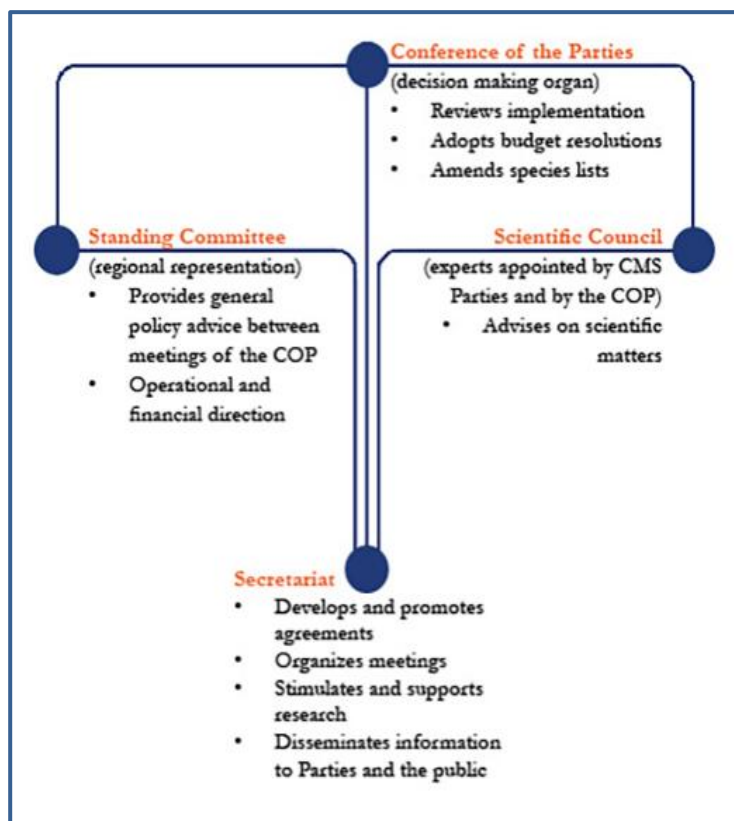 Conference of the Parties
(decision making organ)
• Reviews implementation
• Adopts budget resolutions
• Amends species lists
Standing Committee
(regional representation)
• Provides general
policy advice between
meetings of the COP
• Operational and
financial direction
Scientific Council
(experts appointed by CMS
Parties and by the COP)
• Advises on scientific
matters
Secretariat
• Develops and promotes
agreements
• Organizes meetings
• Stimulates and supports
research
• Disseminates information
to Parties and the public